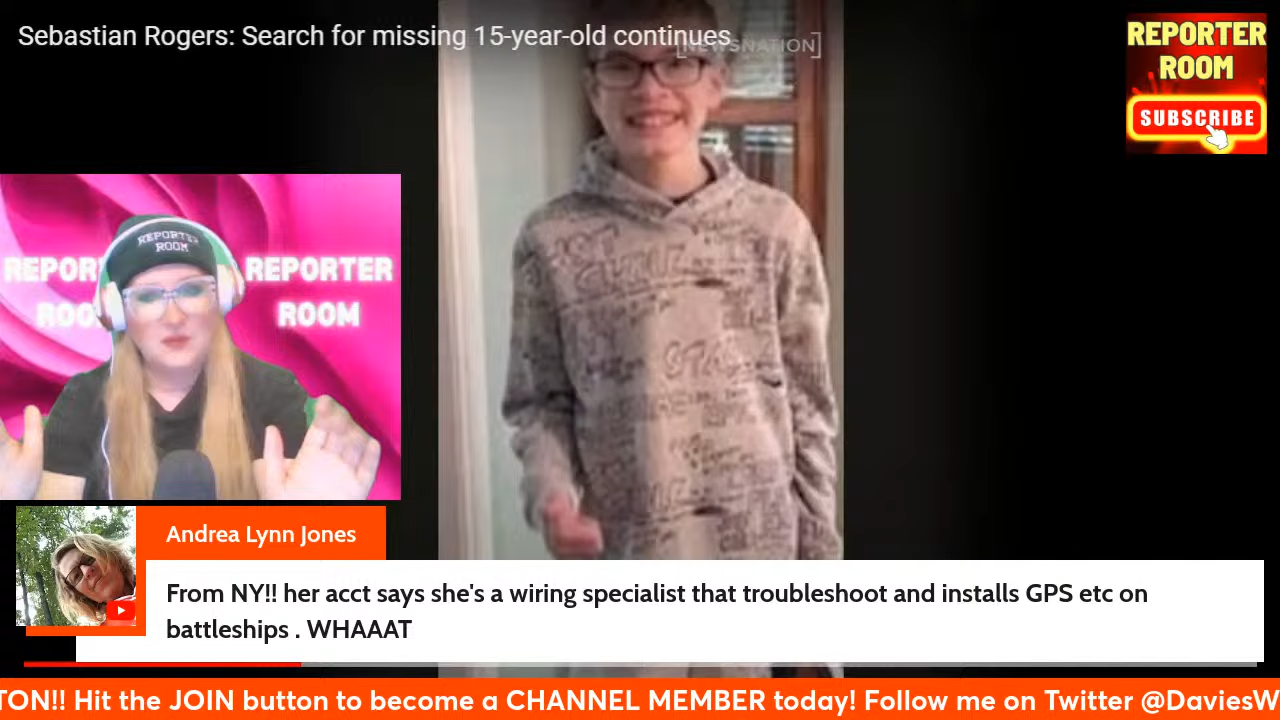 Sebastian Rogers: Search for missing 15-year-old continues
NEWSNATION
REPORTER
ROOM
SUBSCRIBE
REPORTER
ROOM
REPOR
ROO
REPORTER
ROOM
Andrea Lynn Jones
From NY!! her acct says she's a wiring specialist that troubleshoot and installs GPS etc on
battleships . WHAAAT
TON!! Hit the JOIN button to become a CHANNEL MEMBER today! Follow me on Twitter @DaviesW